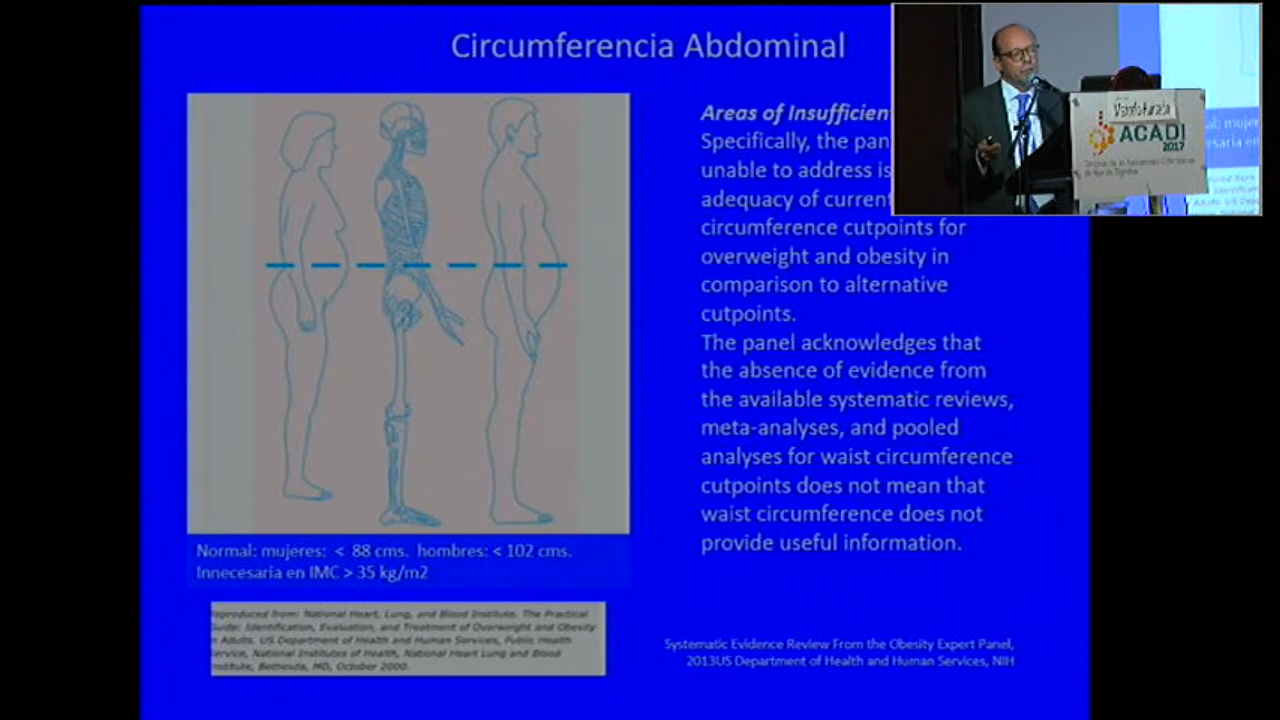 Circumferencia Abdominal
Areas of Insufficien
Specifically, the pan
unable to address is
adequacy of current
circumference cutpoints for
overweight and obesity in
comparison to alternative
cutpoints.
The panel acknowledges that
the absence of evidence from
the available systematic reviews,
meta-analyses, and pooled
analyses for waist circumference
cutpoints does not mean that
waist circumference does not
provide useful information.
Normal: mujeres: < 88 cms. hombres: < 102 cms.
Innecesaria en IMC > 35 kg/m2
eproduced from: National Heart, Lung, and Blood Institute. The Practical
uide: Identification, Evaluation, and Treatment of Overweight and Obesity
n Adults. US Department of Health and Human Services, Public Health
ervice, National Institutes of Health, National Heart Lung and Blood
nstitute, Bethesda, MD, October 2000.
Systematic Evidence Review From the Obesity Expert Panel,
2013US Department of Health and Human Services, NIH
ACADI
2017